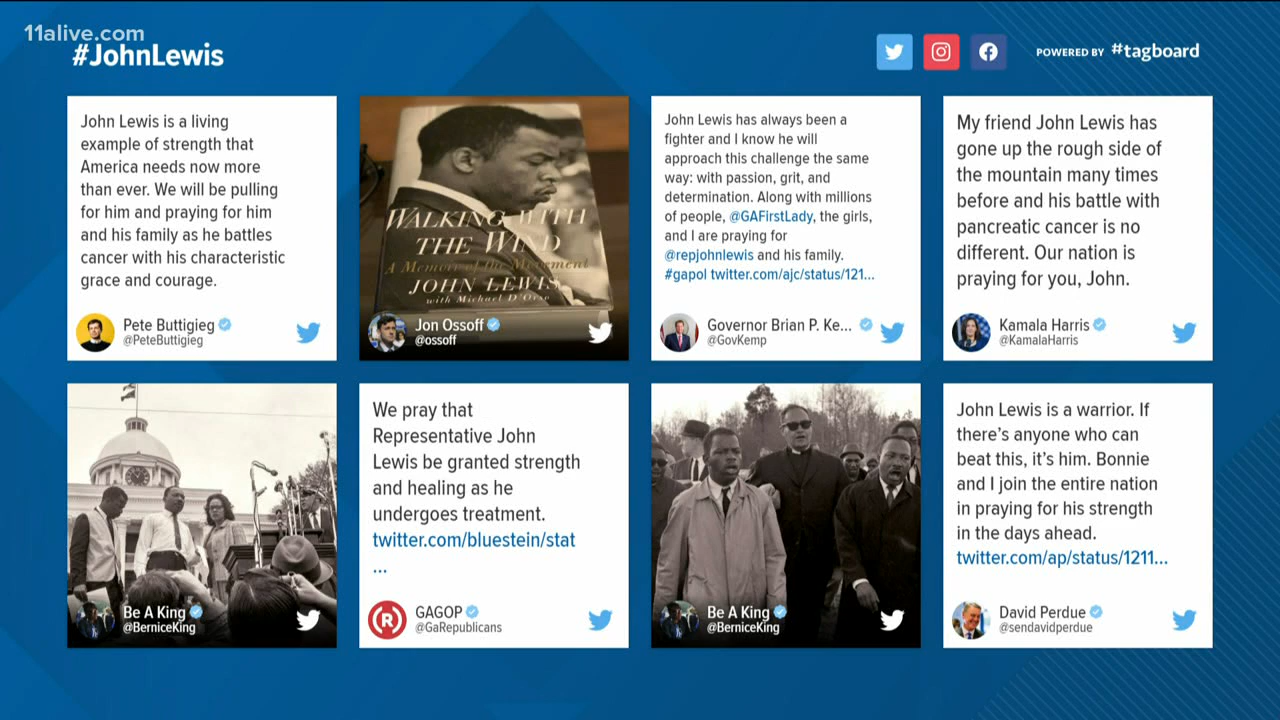 11alive.com
#JohnLewis
POWERED BY #tagboard
John Lewis is a living
example of strength that
America needs now more
than ever. We will be pulling
for him and praying for him
and his family as he battles
cancer with his characteristic
grace and courage.
Pete Buttigieg
@PeteButtigieg
WALKING WITH
THE WIND
A Memoir of the Movement
JOHN LEWIS
with Michael D'Orso
Jon Ossoff
@ossoff
John Lewis has always been a
fighter and I know he will
approach this challenge the same
way: with passion, grit, and
determination. Along with millions
of people, @GAFirstLady, the girls,
and I are praying for
@repjohnlewis and his family.
#gapol twitter.com/ajc/status/121...
Governor Brian P. Ke...
@GovKemp
My friend John Lewis has
gone up the rough side of
the mountain many times
before and his battle with
pancreatic cancer is no
different. Our nation is
praying for you, John.
Kamala Harris
@KamalaHarris
Be A King
@BerniceKing
We pray that
Representative John
Lewis be granted strength
and healing as he
undergoes treatment.
twitter.com/bluestein/stat
...
R
GAGOP
@GaRepublicans
Be A King
@BerniceKing
John Lewis is a warrior. If
there's anyone who can
beat this, it's him. Bonnie
and I join the entire nation
in praying for his strength
in the days ahead.
twitter.com/ap/status/1211...
David Perdue
@sendavidperdue